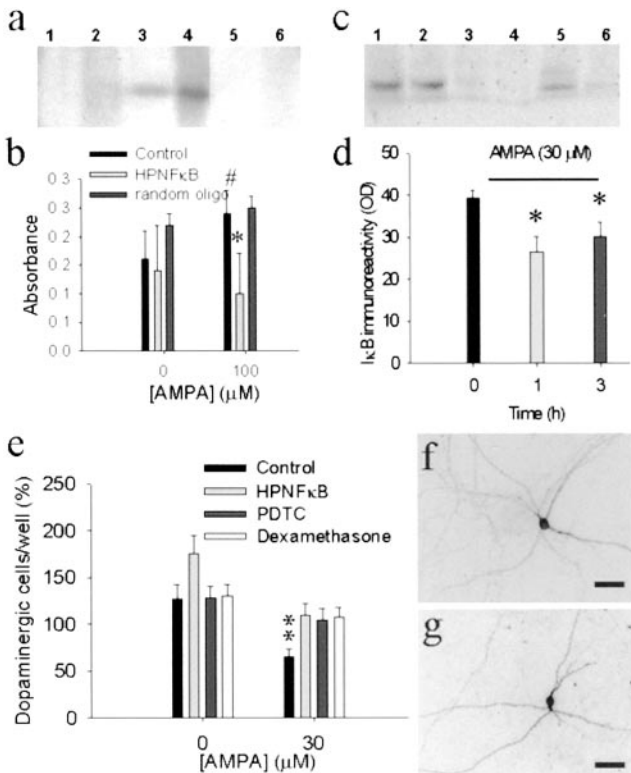 a
1 2 3 4 5 6
c
1 2 3 4 5 6
b
Control
HPNFκB
random oligo
#
*
0 3
0 3
0 2
0 2
0 1
0 1
0 0
Absorbance
0 100
[AMPA] (μM)
d
AMPA (30 μM)
50
40
30
20
10
0
IκB immunoreactivity (OD)
* *
0 1 3
Time (h)
e
Control
HPNFκB
PDTC
Dexamethasone
250
200
150
100
50
0
Dopaminergic cells/well (%)
**
0 30
[AMPA] (μM)
f
g